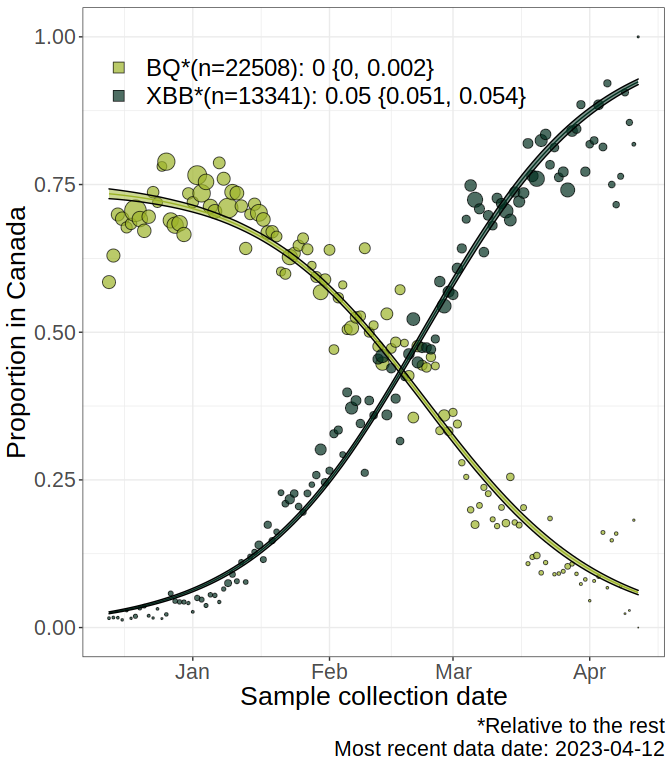 1.00
BQ*(n=22508): 0 {0, 0.002}
XBB*(n=13341): 0.05 {0.051, 0.054}
0.75
Proportion in Canada
0.50
0.25
0.00
Jan Feb Mar Apr
Sample collection date
*Relative to the rest
Most recent data date: 2023-04-12